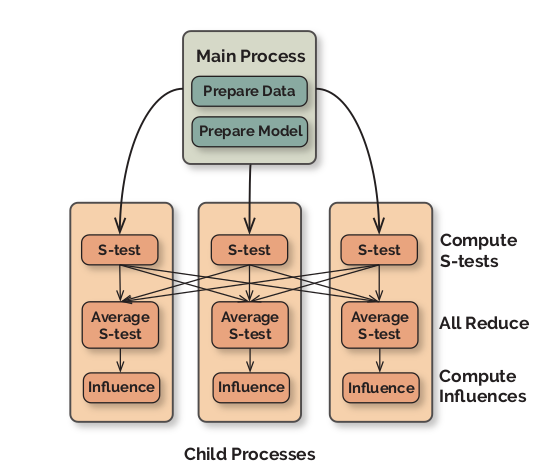 Main Process
Prepare Data
Prepare Model
S-test
S-test
S-test
Compute
S-tests
Average
S-test
Average
S-test
Average
S-test
All Reduce
Influence
Influence
Influence
Compute
Influences
Child Processes